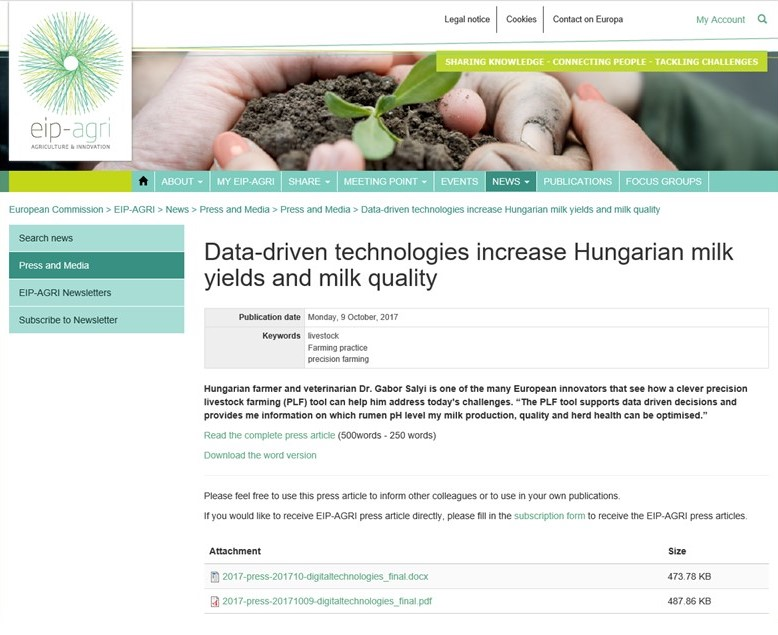 Legal notice
Cookies
Contact on Europa
My Account
SHARING KNOWLEDGE - CONNECTING PEOPLE - TACKLING CHALLENGES
eip-agri
AGRICULTURE & INNOVATION
ABOUT
MY EIP-AGRI
SHARE
MEETING POINT
EVENTS
NEWS
PUBLICATIONS
FOCUS GROUPS
European Commission > EIP-AGRI > News > Press and Media > Press and Media > Data-driven technologies increase Hungarian milk yields and milk quality
Search news
Press and Media
EIP-AGRI Newsletters
Subscribe to Newsletter
Data-driven technologies increase Hungarian milk
yields and milk quality
Publication date Monday, 9 October, 2017
Keywords livestock
Farming practice
precision farming
Hungarian farmer and veterinarian Dr. Gabor Salyi is one of the many European innovators that see how a clever precision
livestock farming (PLF) tool can help him address today's challenges. “The PLF tool supports data driven decisions and
provides me information on which rumen pH level my milk production, quality and herd health can be optimised.”
Read the complete press article (500words - 250 words)
Download the word version
Please feel free to use this press article to inform other colleagues or to use in your own publications.
If you would like to receive EIP-AGRI press article directly, please fill in the subscription form to receive the EIP-AGRI press articles.
Attachment Size
2017-press-201710-digitaltechnologies_final.docx 473.78 KB
2017-press-20171009-digitaltechnologies_final.pdf 487.86 KB